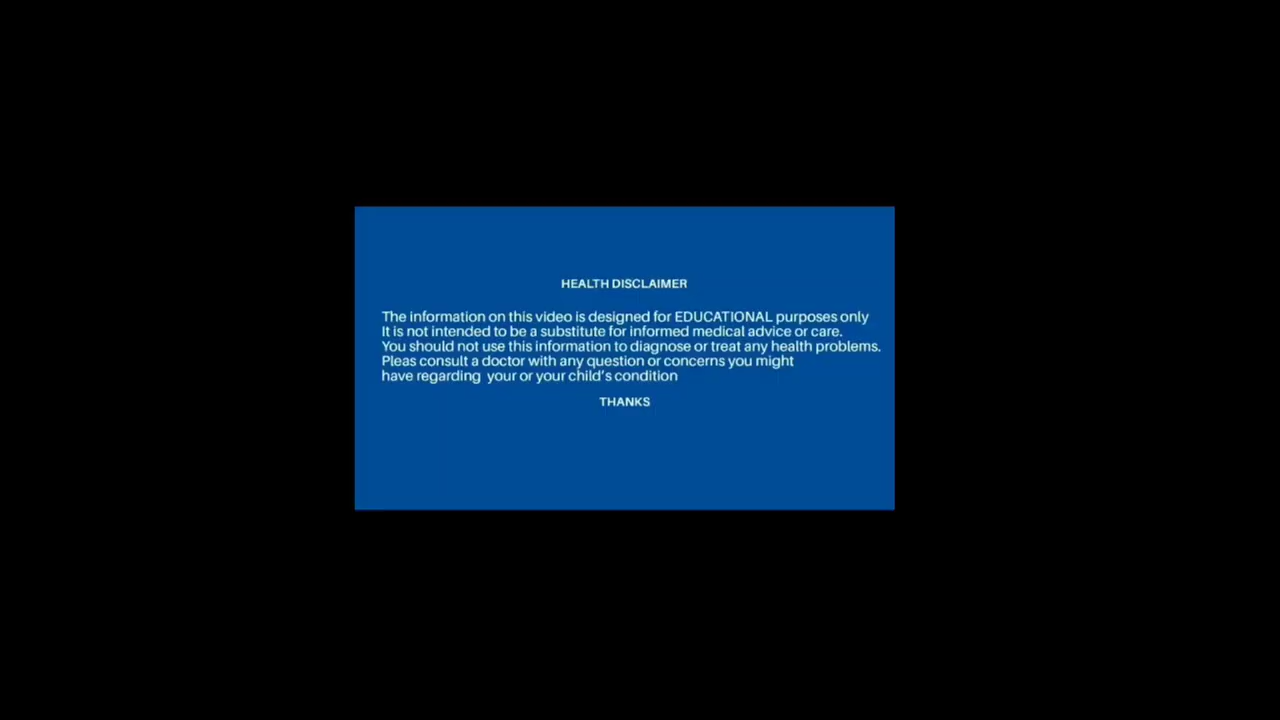 HEALTH DISCLAIMER
The information on this video is designed for EDUCATIONAL purposes only
It is not intended to be a substitute for informed medical advice or care.
You should not use this information to diagnose or treat any health problems.
Pleas consult a doctor with any question or concerns you might
have regarding  your or your child's condition
THANKS